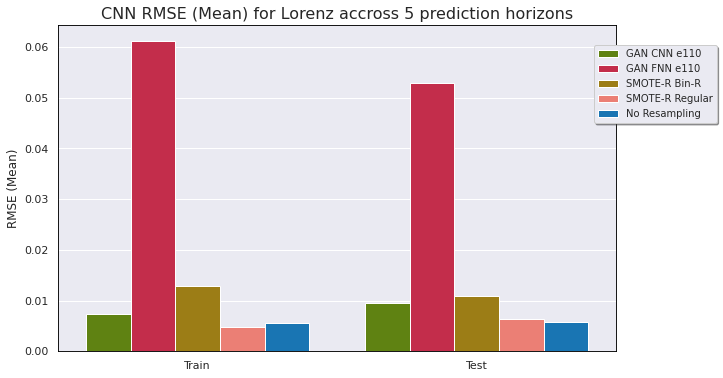 CNN RMSE (Mean) for Lorenz accross 5 prediction horizons
RMSE (Mean)
0.06
0.05
0.04
0.03
0.02
0.01
0.00
Train
Test
GAN CNN e110
GAN FNN e110
SMOTE-R Bin-R
SMOTE-R Regular
No Resampling